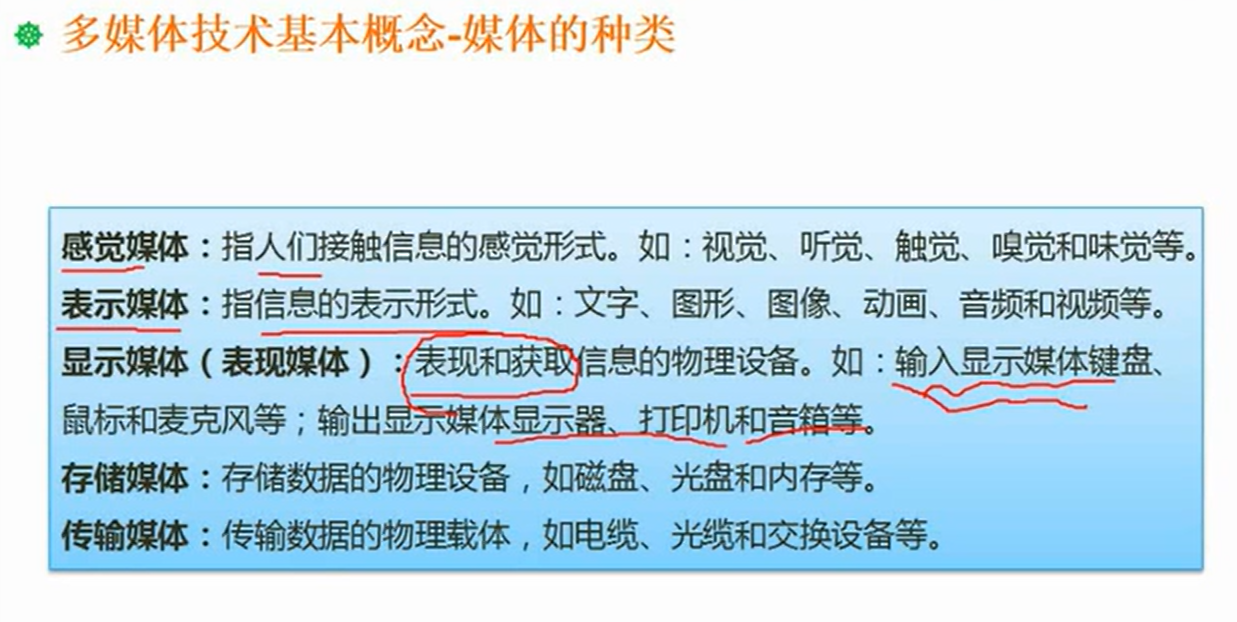 多媒体技术基本概念-媒体的种类
感觉媒体：指人们接触信息的感觉形式。如：视觉、听觉、触觉、嗅觉和味觉等。
表示媒体：指信息的表示形式。如：文字、图形、图像、动画、音频和视频等。
显示媒体（表现媒体）：表现和获取信息的物理设备。如：输入显示媒体键盘、
鼠标和麦克风等；输出显示媒体显示器、打印机和音箱等。
存储媒体：存储数据的物理设备，如磁盘、光盘和内存等。
传输媒体：传输数据的物理载体，如电缆、光缆和交换设备等。